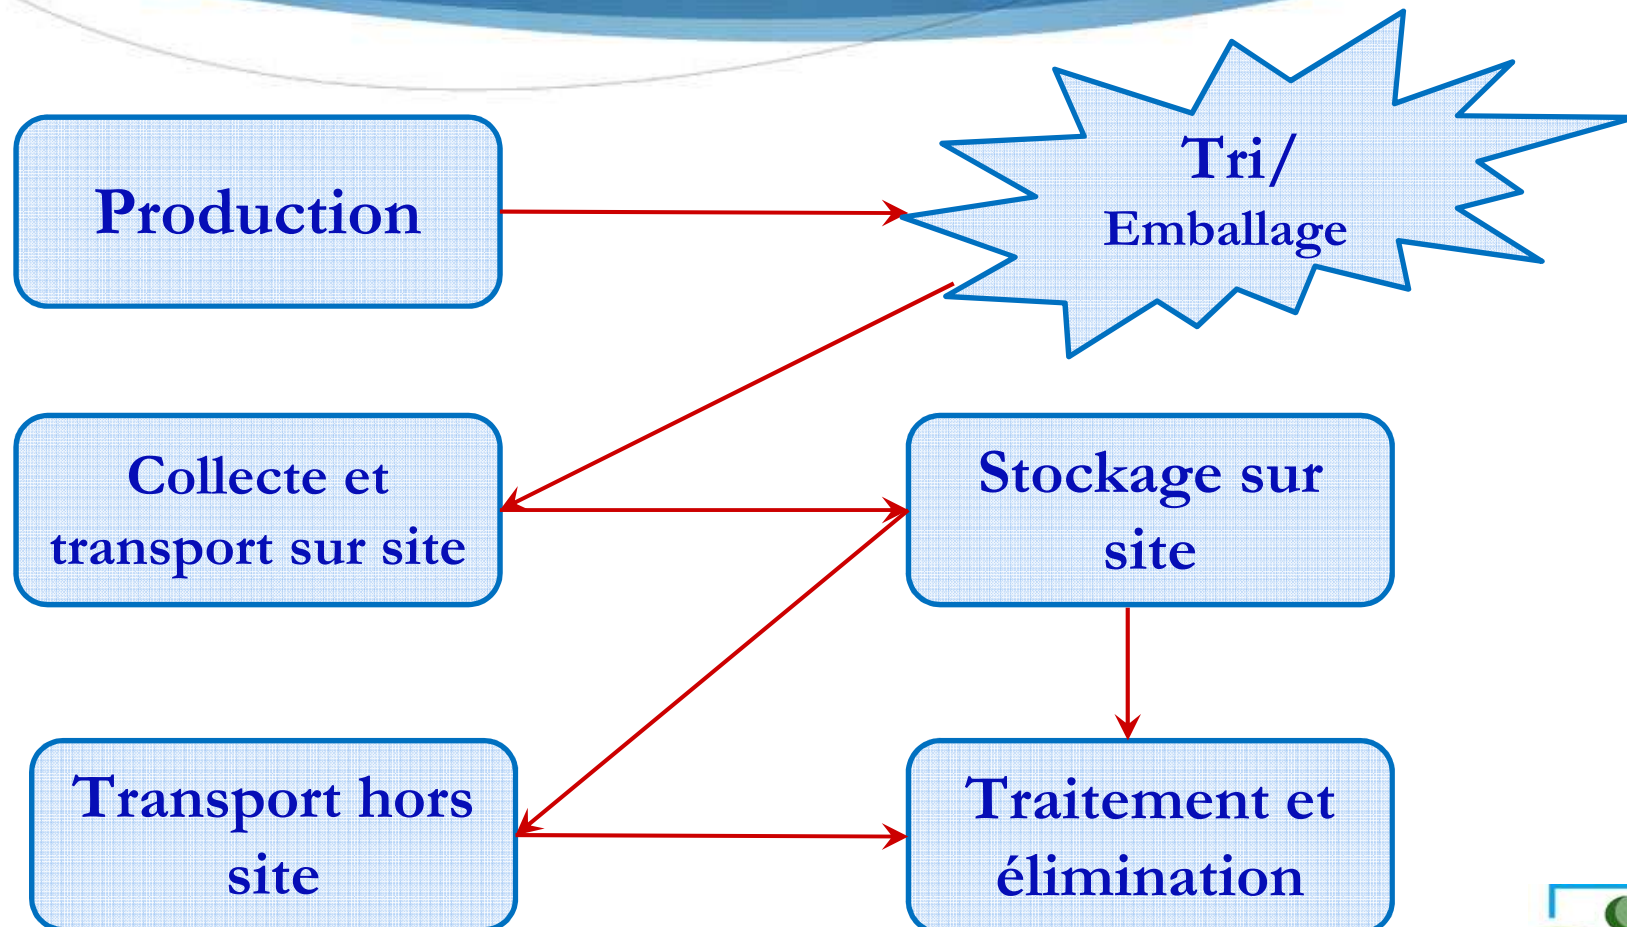 Production
Tri/
Emballage
Collecte et
transport sur site
Stockage sur
site
Transport hors
site
Traitement et
élimination